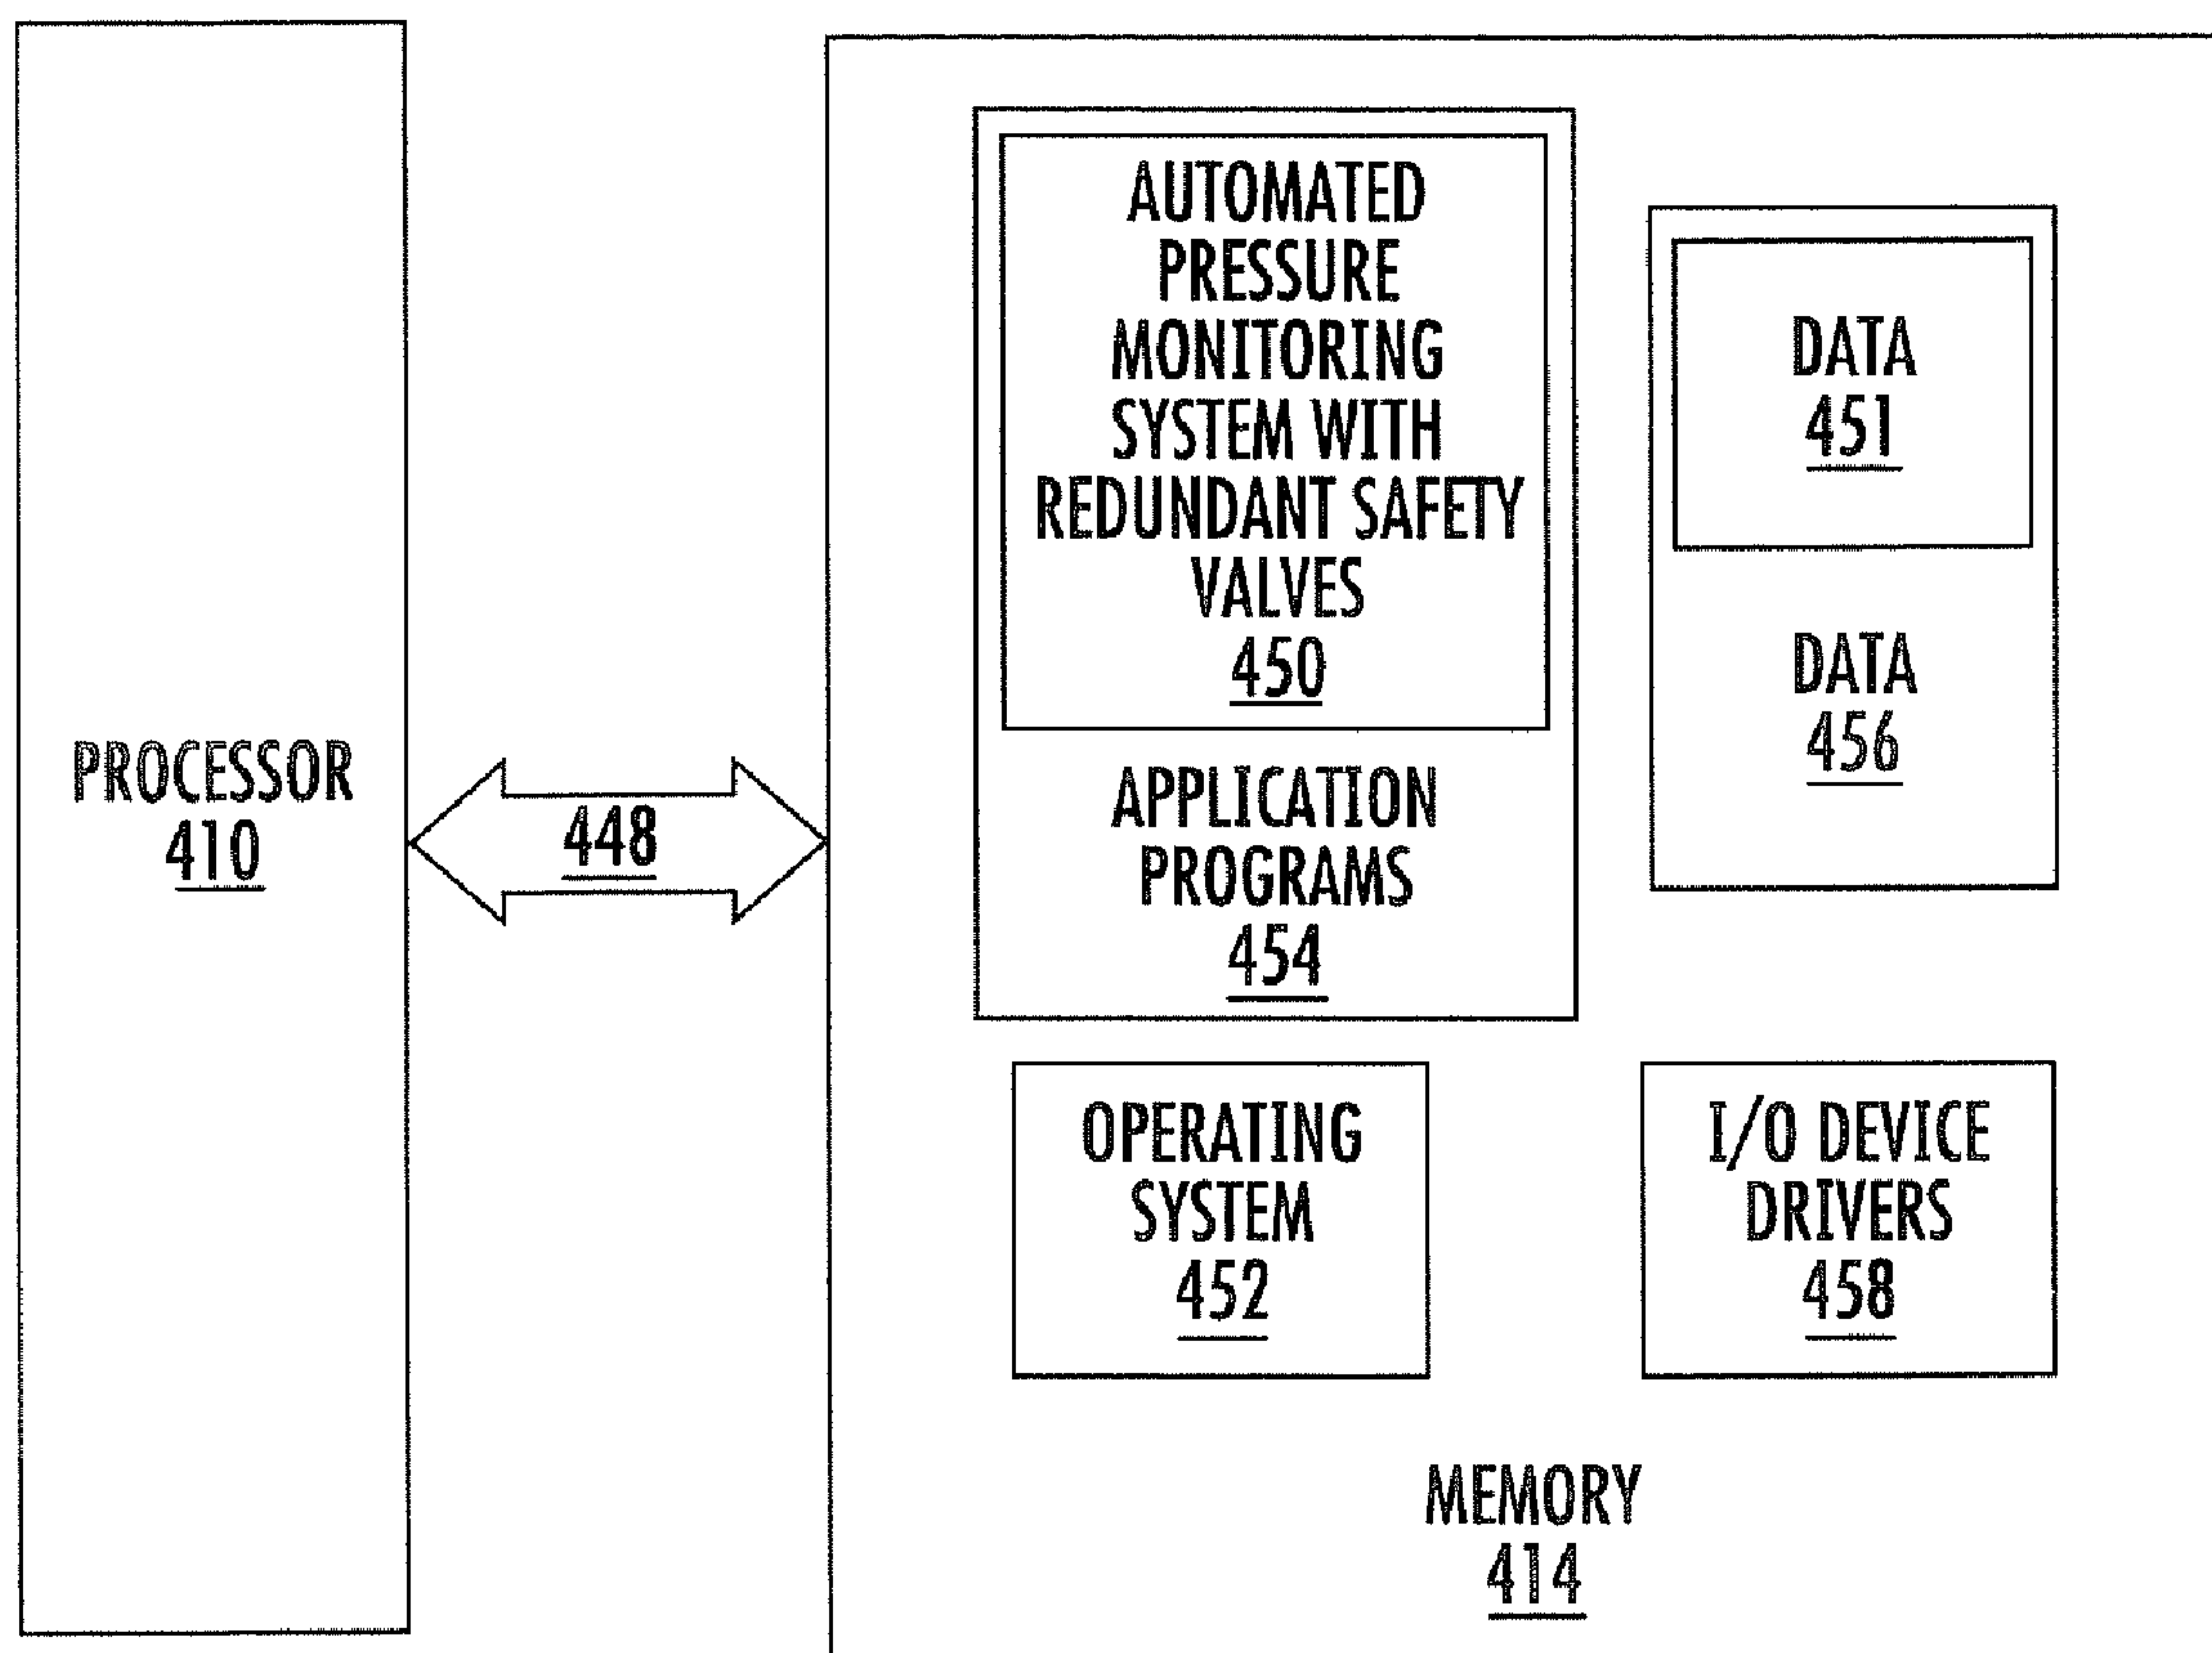 PROCESSOR
410
448
AUTOMATED
PRESSURE
MONITORING
SYSTEM WITH
REDUNDANT SAFETY
VALVES
450
APPLICATION
PROGRAMS
454
DATA
451
DATA
456
OPERATING
SYSTEM
452
I/O DEVICE
DRIVERS
458
MEMORY
414